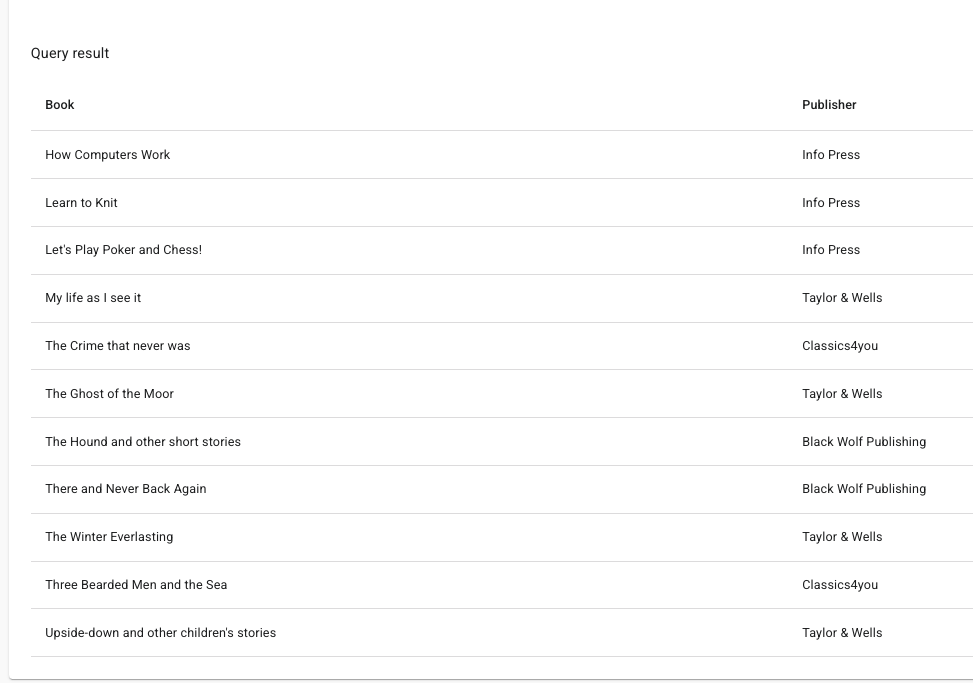 Query result
Book Publisher
How Computers Work Info Press
Learn to Knit Info Press
Let's Play Poker and Chess! Info Press
My life as I see it Taylor & Wells
The Crime that never was Classics4you
The Ghost of the Moor Taylor & Wells
The Hound and other short stories Black Wolf Publishing
There and Never Back Again Black Wolf Publishing
The Winter Everlasting Taylor & Wells
Three Bearded Men and the Sea Classics4you
Upside-down and other children's stories Taylor & Wells